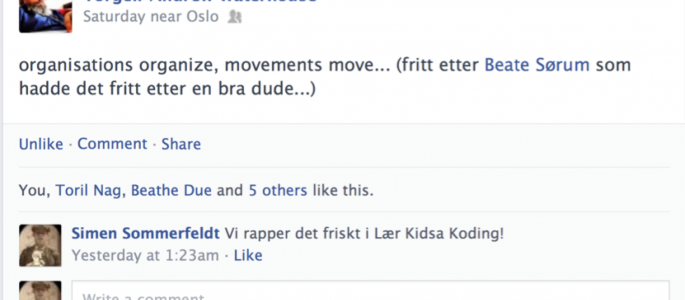 Saturday near Oslo
organisations organize, movements move... (fritt etter Beate Sørum som
hadde det fritt etter en bra dude...)
Unlike · Comment · Share
You, Toril Nag, Beathe Due and 5 others like this.
Simen Sommerfeldt Vi rapper det friskt i Lær Kidsa Koding!
Yesterday at 1:23am · Like
Write a comment